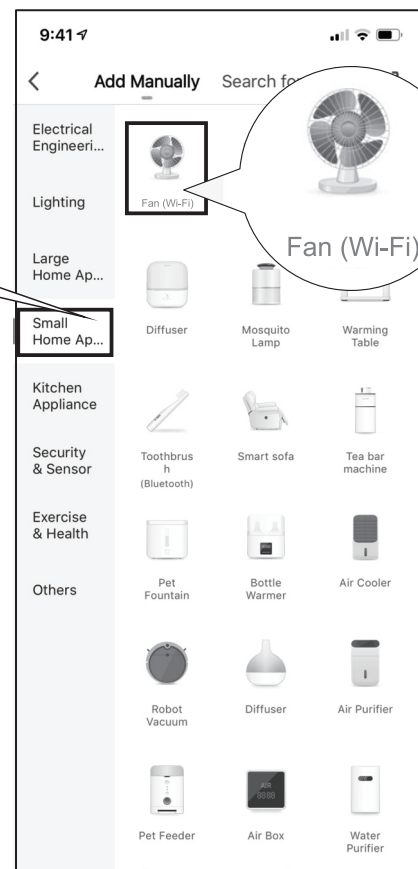 9:41
Add Manually
Search fo
Electrical
Engineeri...
Lighting
Large
Home Ap...
Small
Home Ap...
Kitchen
Appliance
Security
& Sensor
Exercise
& Health
Others
Fan (Wi-Fi)
Fan (Wi-Fi)
Diffuser
Mosquito
Lamp
Warming
Table
Toothbrus
h
(Bluetooth)
Smart sofa
Tea bar
machine
Pet
Fountain
Bottle
Warmer
Air Cooler
Robot
Vacuum
Diffuser
Air Purifier
AIR
8888
Pet Feeder
Air Box
Water
Purifier